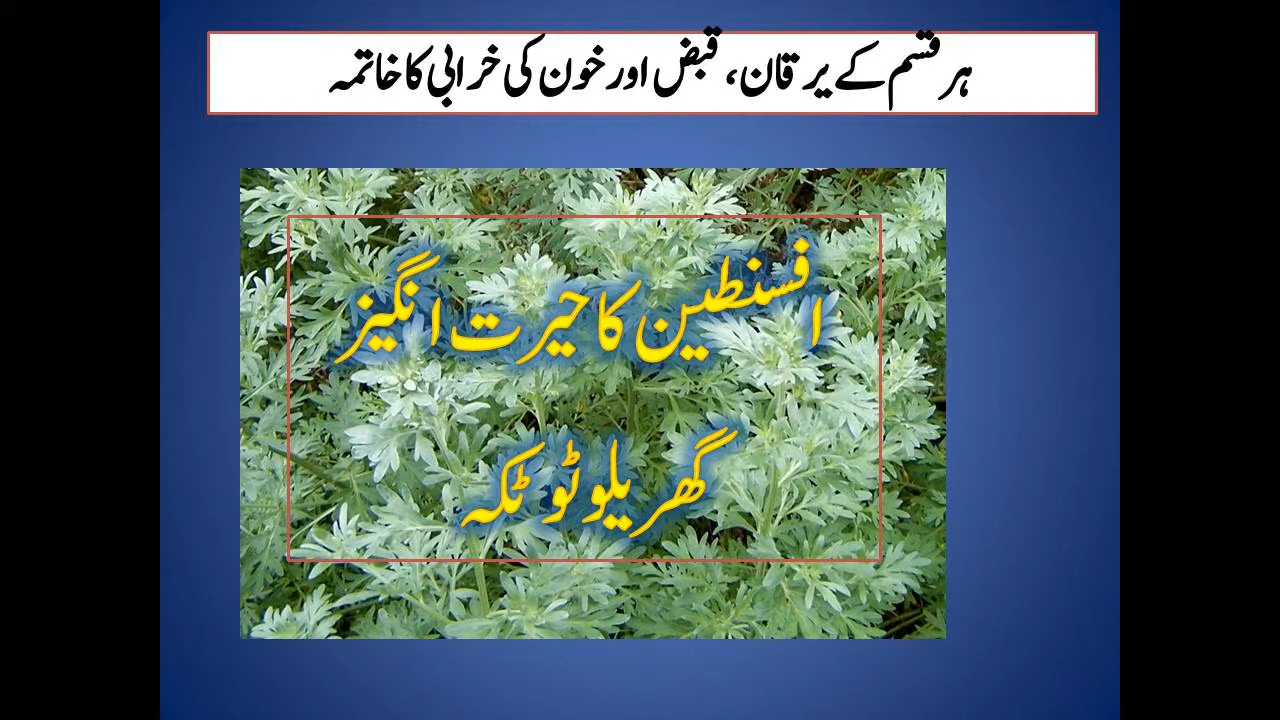 ہر قسم کے یرقان، قبض اور خون کی خرابی کا خاتمہ
افسنطین کا حیرت انگیز
گھریلو ٹوٹکہ